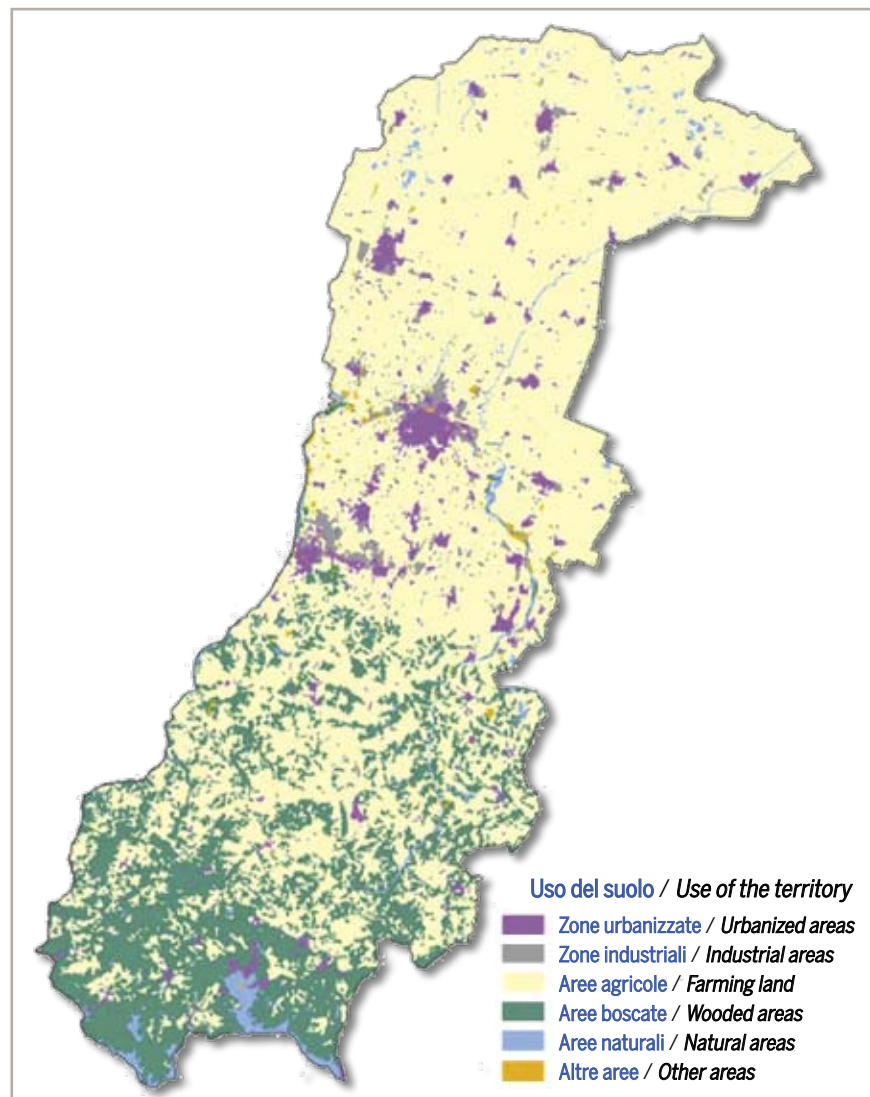 Uso del suolo / Use of the territory
Zone urbanizzate / Urbanized areas
Zone industriali / Industrial areas
Aree agricole / Farming land
Aree boscate / Wooded areas
Aree naturali / Natural areas
Altre aree / Other areas